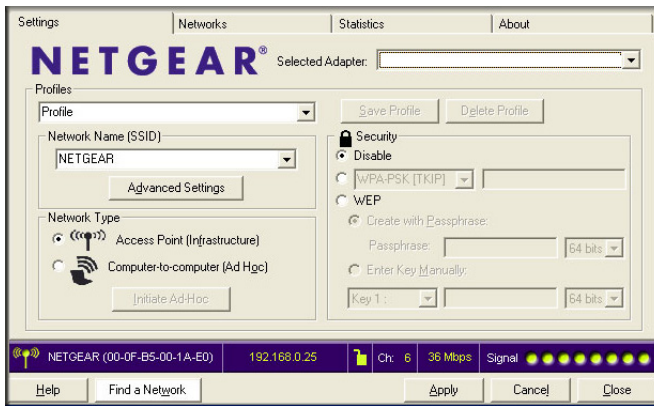 Settings
Networks
Statistics
About
NETGEAR®
Selected Adapter:
Profiles
Profile
Save Profile
Delete Profile
Network Name (SSID)
NETGEAR
Advanced Settings
Security
Disable
WPA-PSK [TKIP]
WEP
Create with Passphrase:
Passphrase:
64 bits
Enter Key Manually:
Key 1 :
64 bits
Network Type
Access Point (Infrastructure)
Computer-to-computer (Ad Hoc)
Initiate Ad-Hoc
NETGEAR (00-0F-B5-00-1A-E0)
192.168.0.25
Ch: 6
36 Mbps
Signal
Help
Find a Network
Apply
Cancel
Close